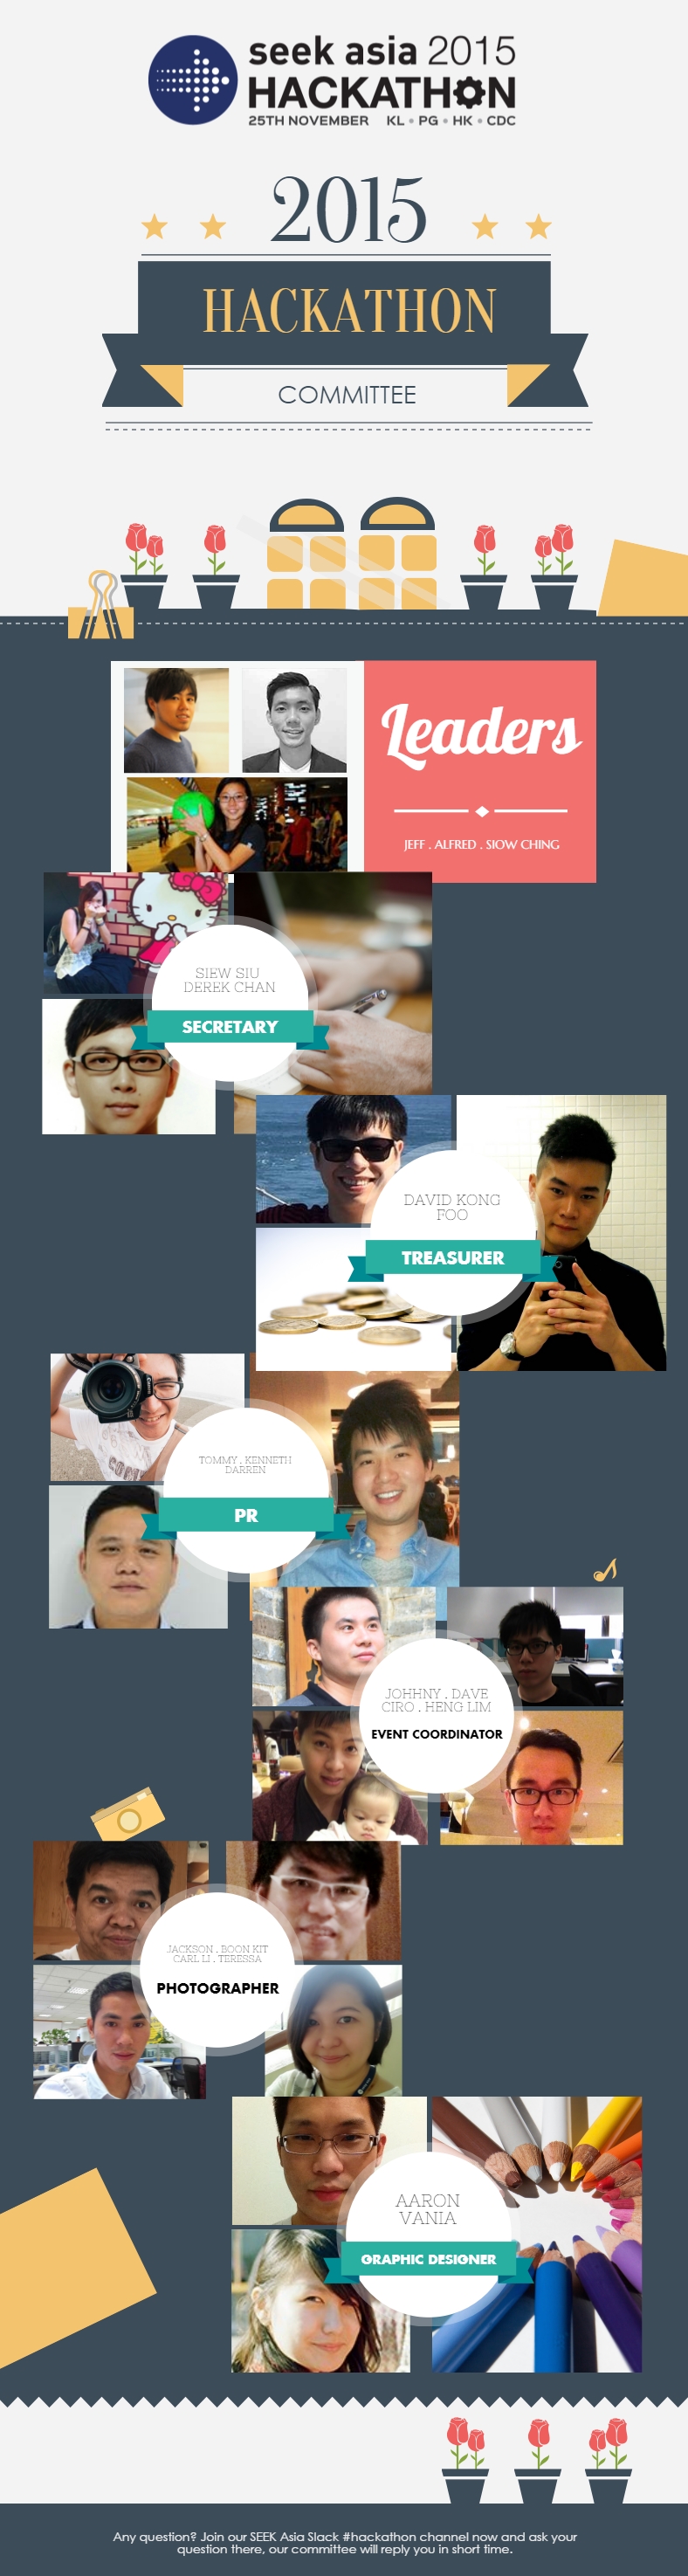 seek asia 2015
HACKATHON
25TH NOVEMBER KL • PG • HK • CDC
2015
HACKATHON
COMMITTEE
Leaders
JEFF . ALFRED . SIOW CHING
SIEW SIU
DEREK CHAN
SECRETARY
DAVID KONG
FOO
TREASURER
TOMMY . KENNETH
DARREN
PR
JOHHNY . DAVE
CIRO . HENG LIM
EVENT COORDINATOR
JACKSON . BOON KIT
CARL LI . TERESSA
PHOTOGRAPHER
AARON
VANIA
GRAPHIC DESIGNER
Any question? Join our SEEK Asia Slack #hackathon channel now and ask your
question there, our committee will reply you in short time.